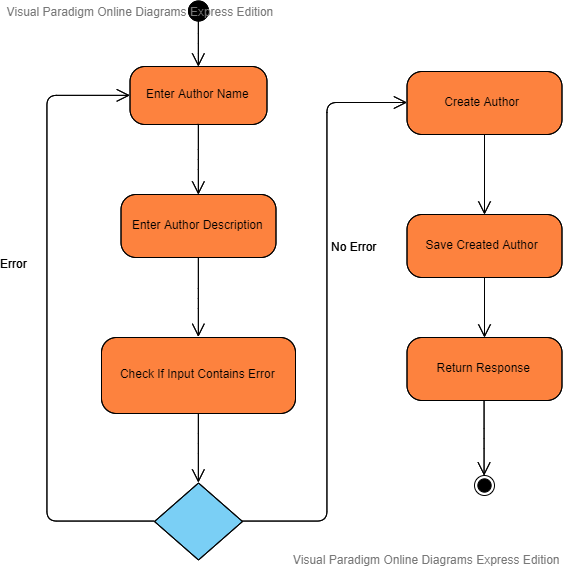 Visual Paradigm Online Diagrams Express Edition
Enter Author Name
Enter Author Description
Error
Check If Input Contains Error
No Error
Create Author
Save Created Author
Return Response
Visual Paradigm Online Diagrams Express Edition